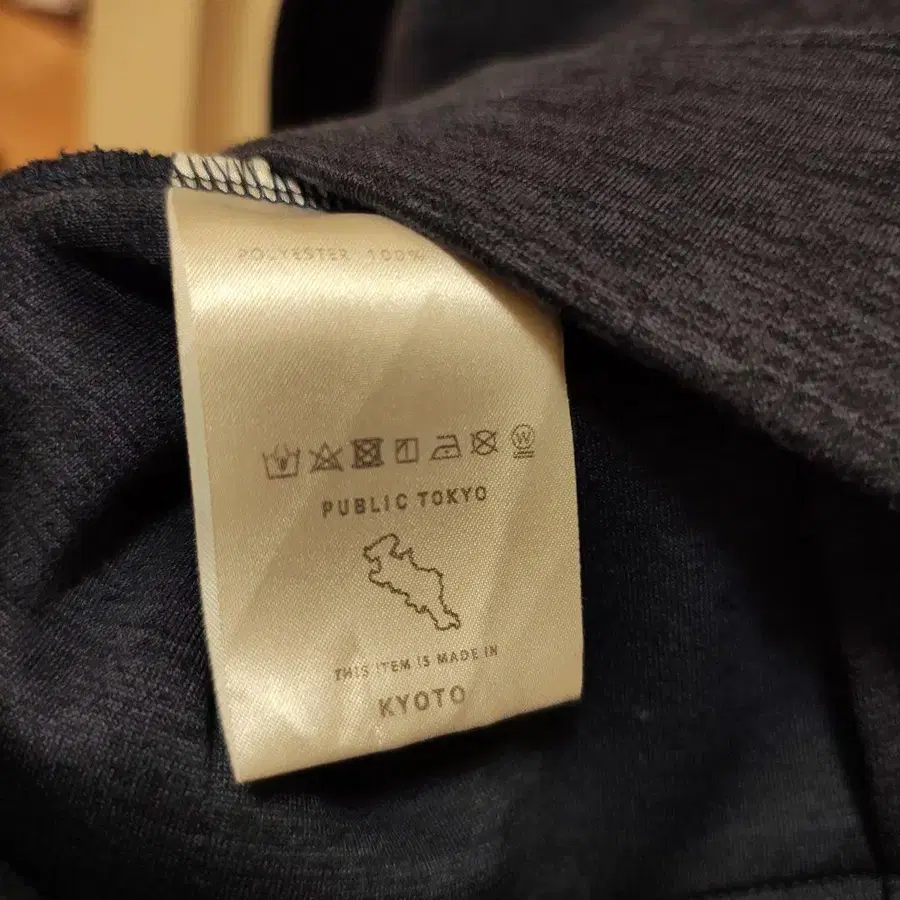 POLYESTER 100%
W
PUBLIC TOKYO
THIS ITEM IS MADE IN
KYOTO